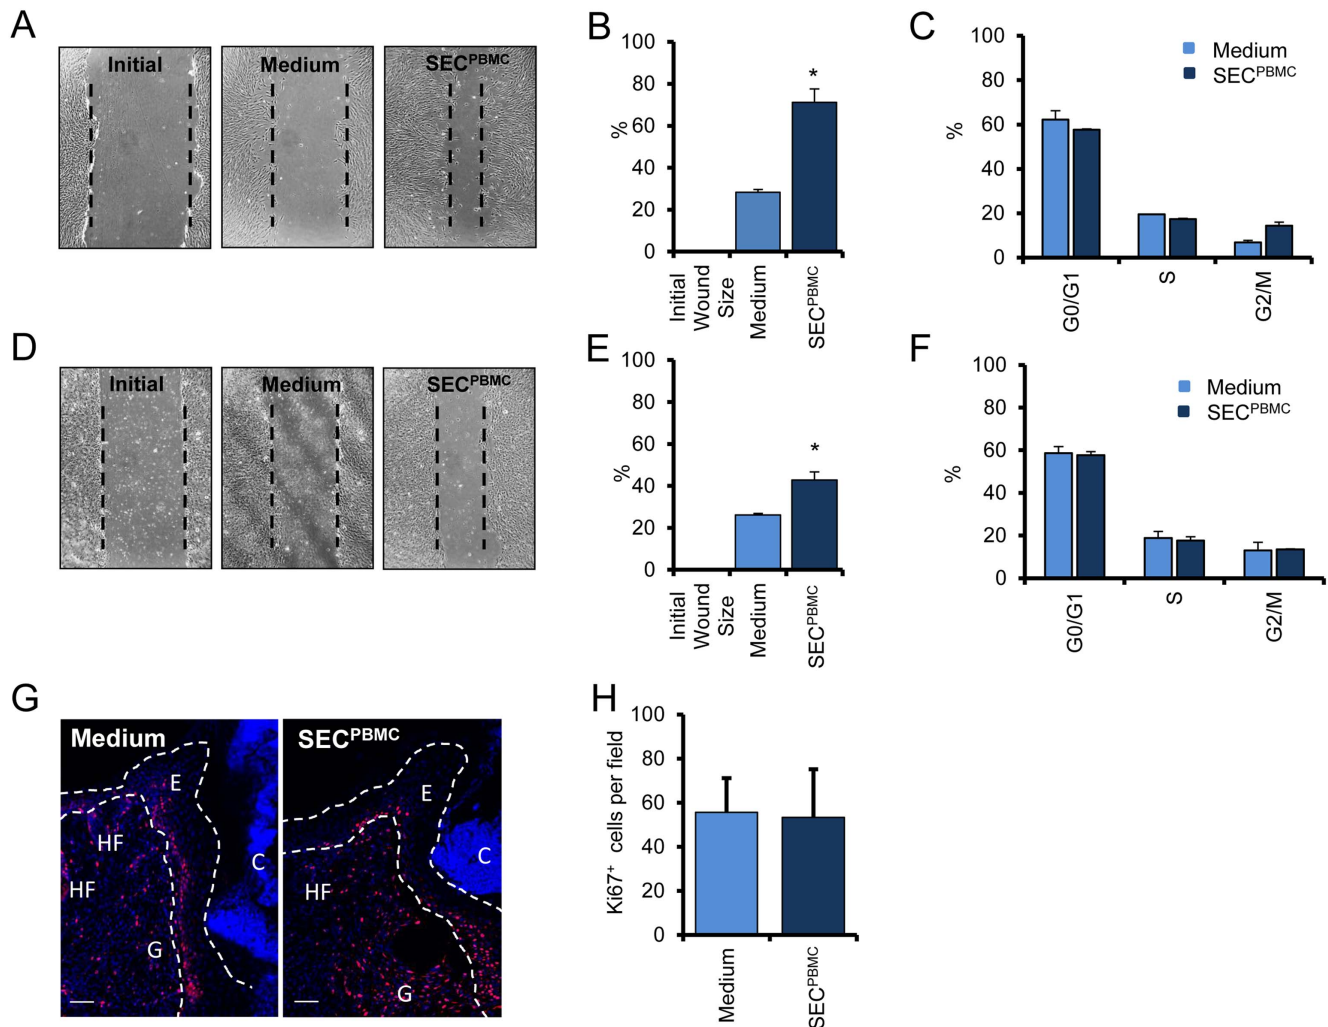 A
Initial
Medium
SEC^PBMC
B
100
80
60
40
20
0
%
*
Initial
Wound
Size
Medium
SEC^PBMC
C
100
80
60
40
20
0
%
Medium
SEC^PBMC
G0/G1
S
G2/M
D
Initial
Medium
SEC^PBMC
E
100
80
60
40
20
0
%
*
Initial
Wound
Size
Medium
SEC^PBMC
F
100
80
60
40
20
0
%
Medium
SEC^PBMC
G0/G1
S
G2/M
G
Medium
E
HF
HF
C
G
SEC^PBMC
E
HF
C
G
H
100
80
60
40
20
0
Ki67⁺ cells per field
Medium
SEC^PBMC